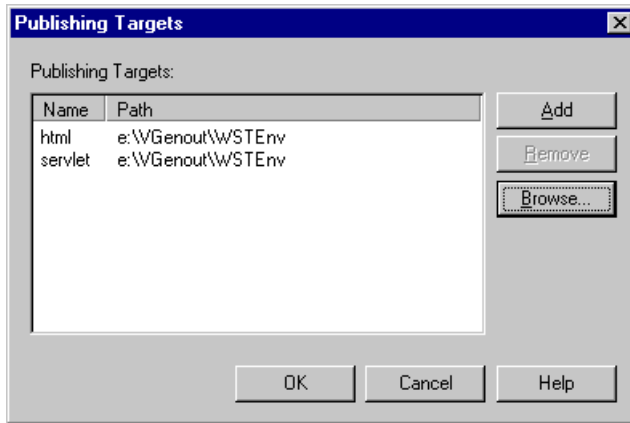 Publishing Targets
Publishing Targets:
Name Path
html e:\VGenout\WSTEnv
servlet e:\VGenout\WSTEnv
Add
Remove
Browse...
OK Cancel Help